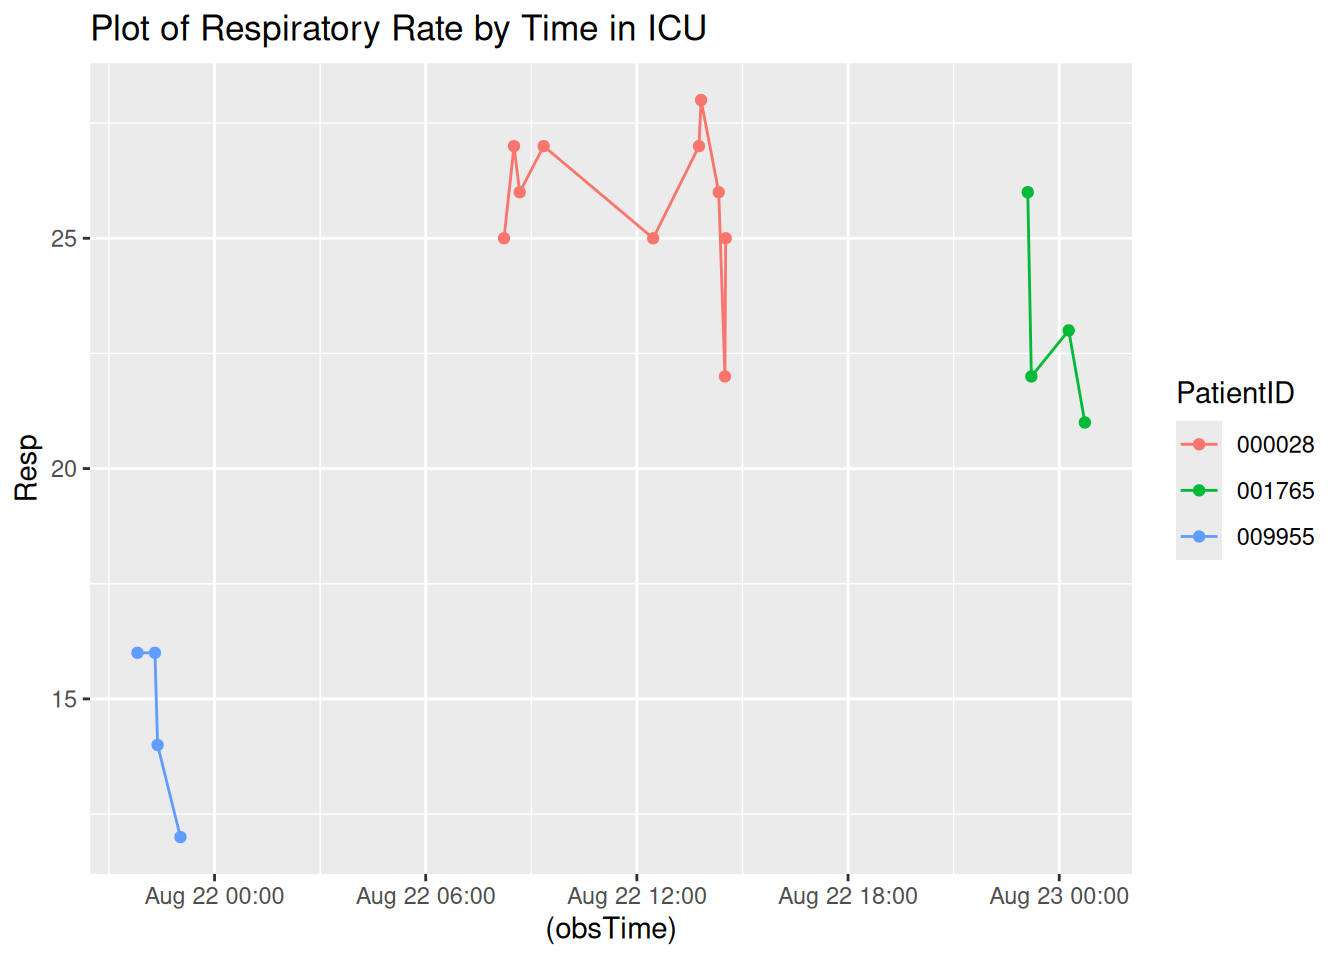 Plot of Respiratory Rate by Time in ICU
25
20
15
Resp
Aug 22 00:00
Aug 22 06:00
Aug 22 12:00
Aug 22 18:00
Aug 23 00:00
(obsTime)
PatientID
000028
001765
009955